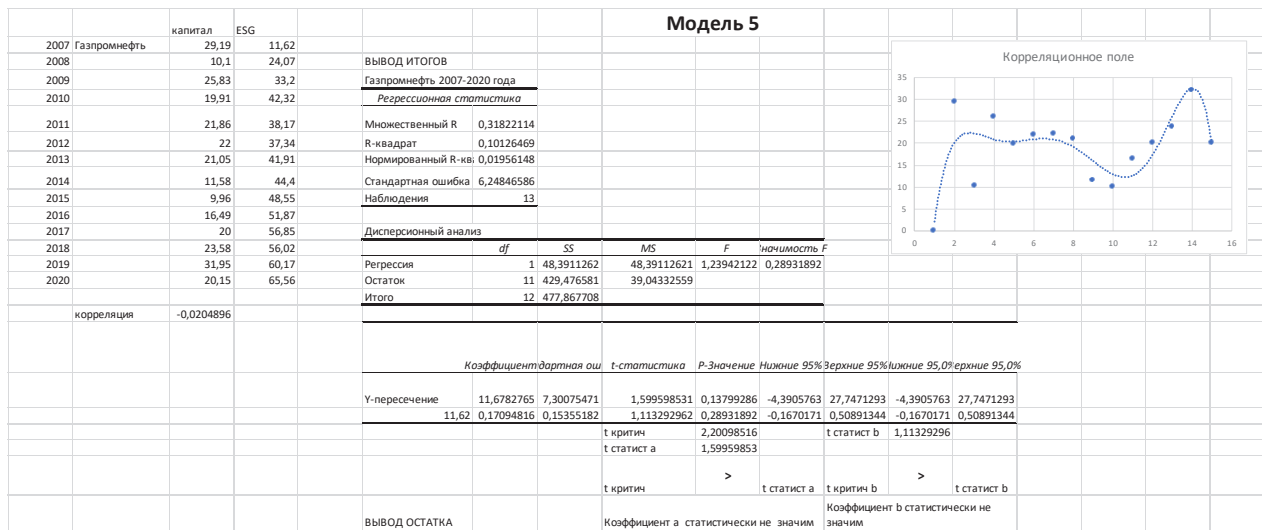 Модель 5
капитал ESG
2007 Газпромнефть 29,19 11,62
2008 10,1 24,07 ВЫВОД ИТОГОВ
2009 25,83 33,2 Газпромнефть 2007-2020 года
2010 19,91 42,32 Регрессионная статистика
2011 21,86 38,17 Множественный R 0,31822114
2012 22 37,34 R-квадрат 0,10126469
2013 21,05 41,91 Нормированный R-ква 0,01956148
2014 11,58 44,4 Стандартная ошибка 6,24846586
2015 9,96 48,55 Наблюдения 13
2016 16,49 51,87
2017 20 56,85 Дисперсионный анализ
2018 23,58 56,02 df SS MS F значимость F
2019 31,95 60,17 Регрессия 1 48,3911262 48,39112621 1,23942122 0,28931892
2020 20,15 65,56 Остаток 11 429,476581 39,04332559
Итого 12 477,867708
корреляция -0,0204896
Корреляционное поле
35
30
25
20
15
10
5
0
0 2 4 6 8 10 12 14 16
Коэффициент дартная ош t-статистика P-Значение Нижние 95% Верхние 95% ижние 95,0% ерхние 95,0%
Y-пересечение 11,6782765 7,30075471 1,599598531 0,13799286 -4,3905763 27,7471293 -4,3905763 27,7471293
11,62 0,17094816 0,15355182 1,113292962 0,28931892 -0,1670171 0,50891344 -0,1670171 0,50891344
t критич 2,20098516 t статист b 1,11329296
t статист a 1,59959853
t критич > t статист a t критич b > t статист b
ВЫВОД ОСТАТКА Коэффициент a статистически не значим Коэффициент b статистически не
значим